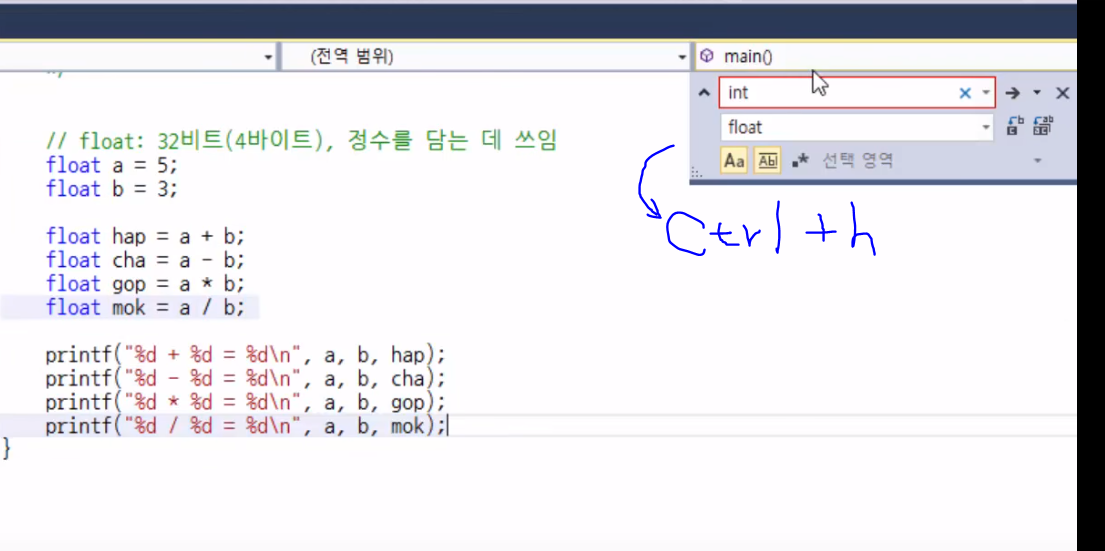 (전역 범위)
main()
int
float
Aa Abl .* 선택 영역
Ctrl + h
// float: 32비트(4바이트), 정수를 담는 데 쓰임
float a = 5;
float b = 3;
float hap = a + b;
float cha = a - b;
float gop = a * b;
float mok = a / b;
printf("%d + %d = %d\n", a, b, hap);
printf("%d - %d = %d\n", a, b, cha);
printf("%d * %d = %d\n", a, b, gop);
printf("%d / %d = %d\n", a, b, mok);
}